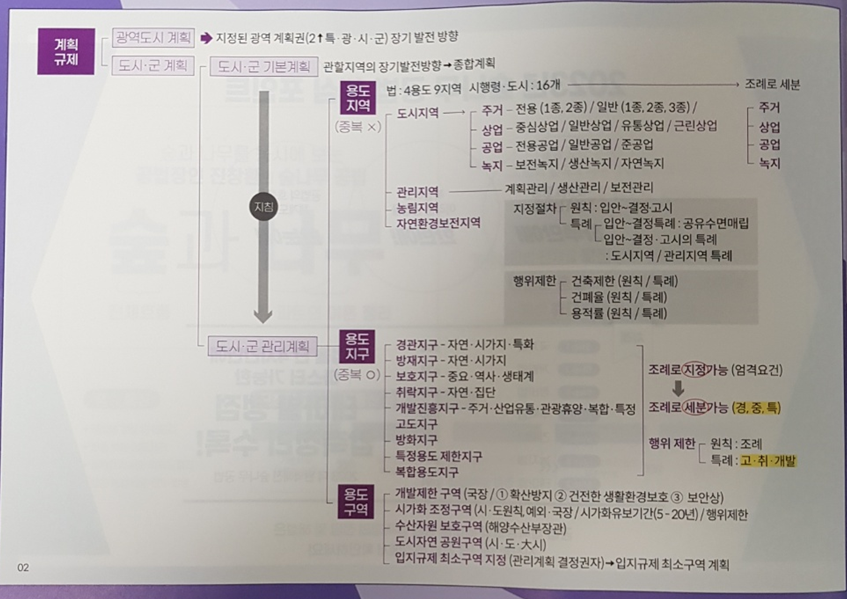 계획
규제
광역도시 계획 ➔ 지정된 광역 계획권(2↑특·광·시·군) 장기 발전 방향
도시·군 계획
도시·군 기본계획 관할지역의 장기발전방향→종합계획
용도
지역
(중복 ×)
법 : 4용도 9지역 시행령·도시 : 16개 → 조례로 세분
도시지역 → 주거 – 전용 (1종, 2종) / 일반 (1종, 2종, 3종) /
상업 – 중심상업 / 일반상업 / 유통상업 / 근린상업
공업 – 전용공업 / 일반공업 / 준공업
녹지 – 보전녹지 / 생산녹지 / 자연녹지
주거
상업
공업
녹지
관리지역 계획관리 / 생산관리 / 보전관리
농림지역
자연환경보전지역
지정절차 원칙 : 입안~결정·고시
특례 입안~결정특례 : 공유수면매립
입안~결정·고시의 특례
: 도시지역 / 관리지역 특례
지침
행위제한 건축제한 (원칙 / 특례)
건폐율 (원칙 / 특례)
용적률 (원칙 / 특례)
도시·군 관리계획
용도
지구
(중복 O)
경관지구 – 자연·시가지·특화
방재지구 – 자연·시가지
보호지구 – 중요·역사·생태계
취락지구 – 자연·집단
개발진흥지구 – 주거·산업유통·관광휴양·복합·특정
고도지구
방화지구
특정용도 제한지구
복합용도지구
조례로 지정가능 (엄격요건)
조례로 세분가능 (경, 중, 특)
행위 제한 원칙 : 조례
특례 : 고·취·개발
용도
구역
개발제한 구역 (국장 / ① 확산방지 ② 건전한 생활환경보호 ③ 보안상)
시가화 조정구역 (시·도원칙, 예외·국장 / 시가화유보기간(5 - 20년) / 행위제한
수산자원 보호구역 (해양수산부장관)
도시자연 공원구역 (시·도·大시)
입지규제 최소구역 지정 (관리계획 결정권자)→입지규제 최소구역 계획
02